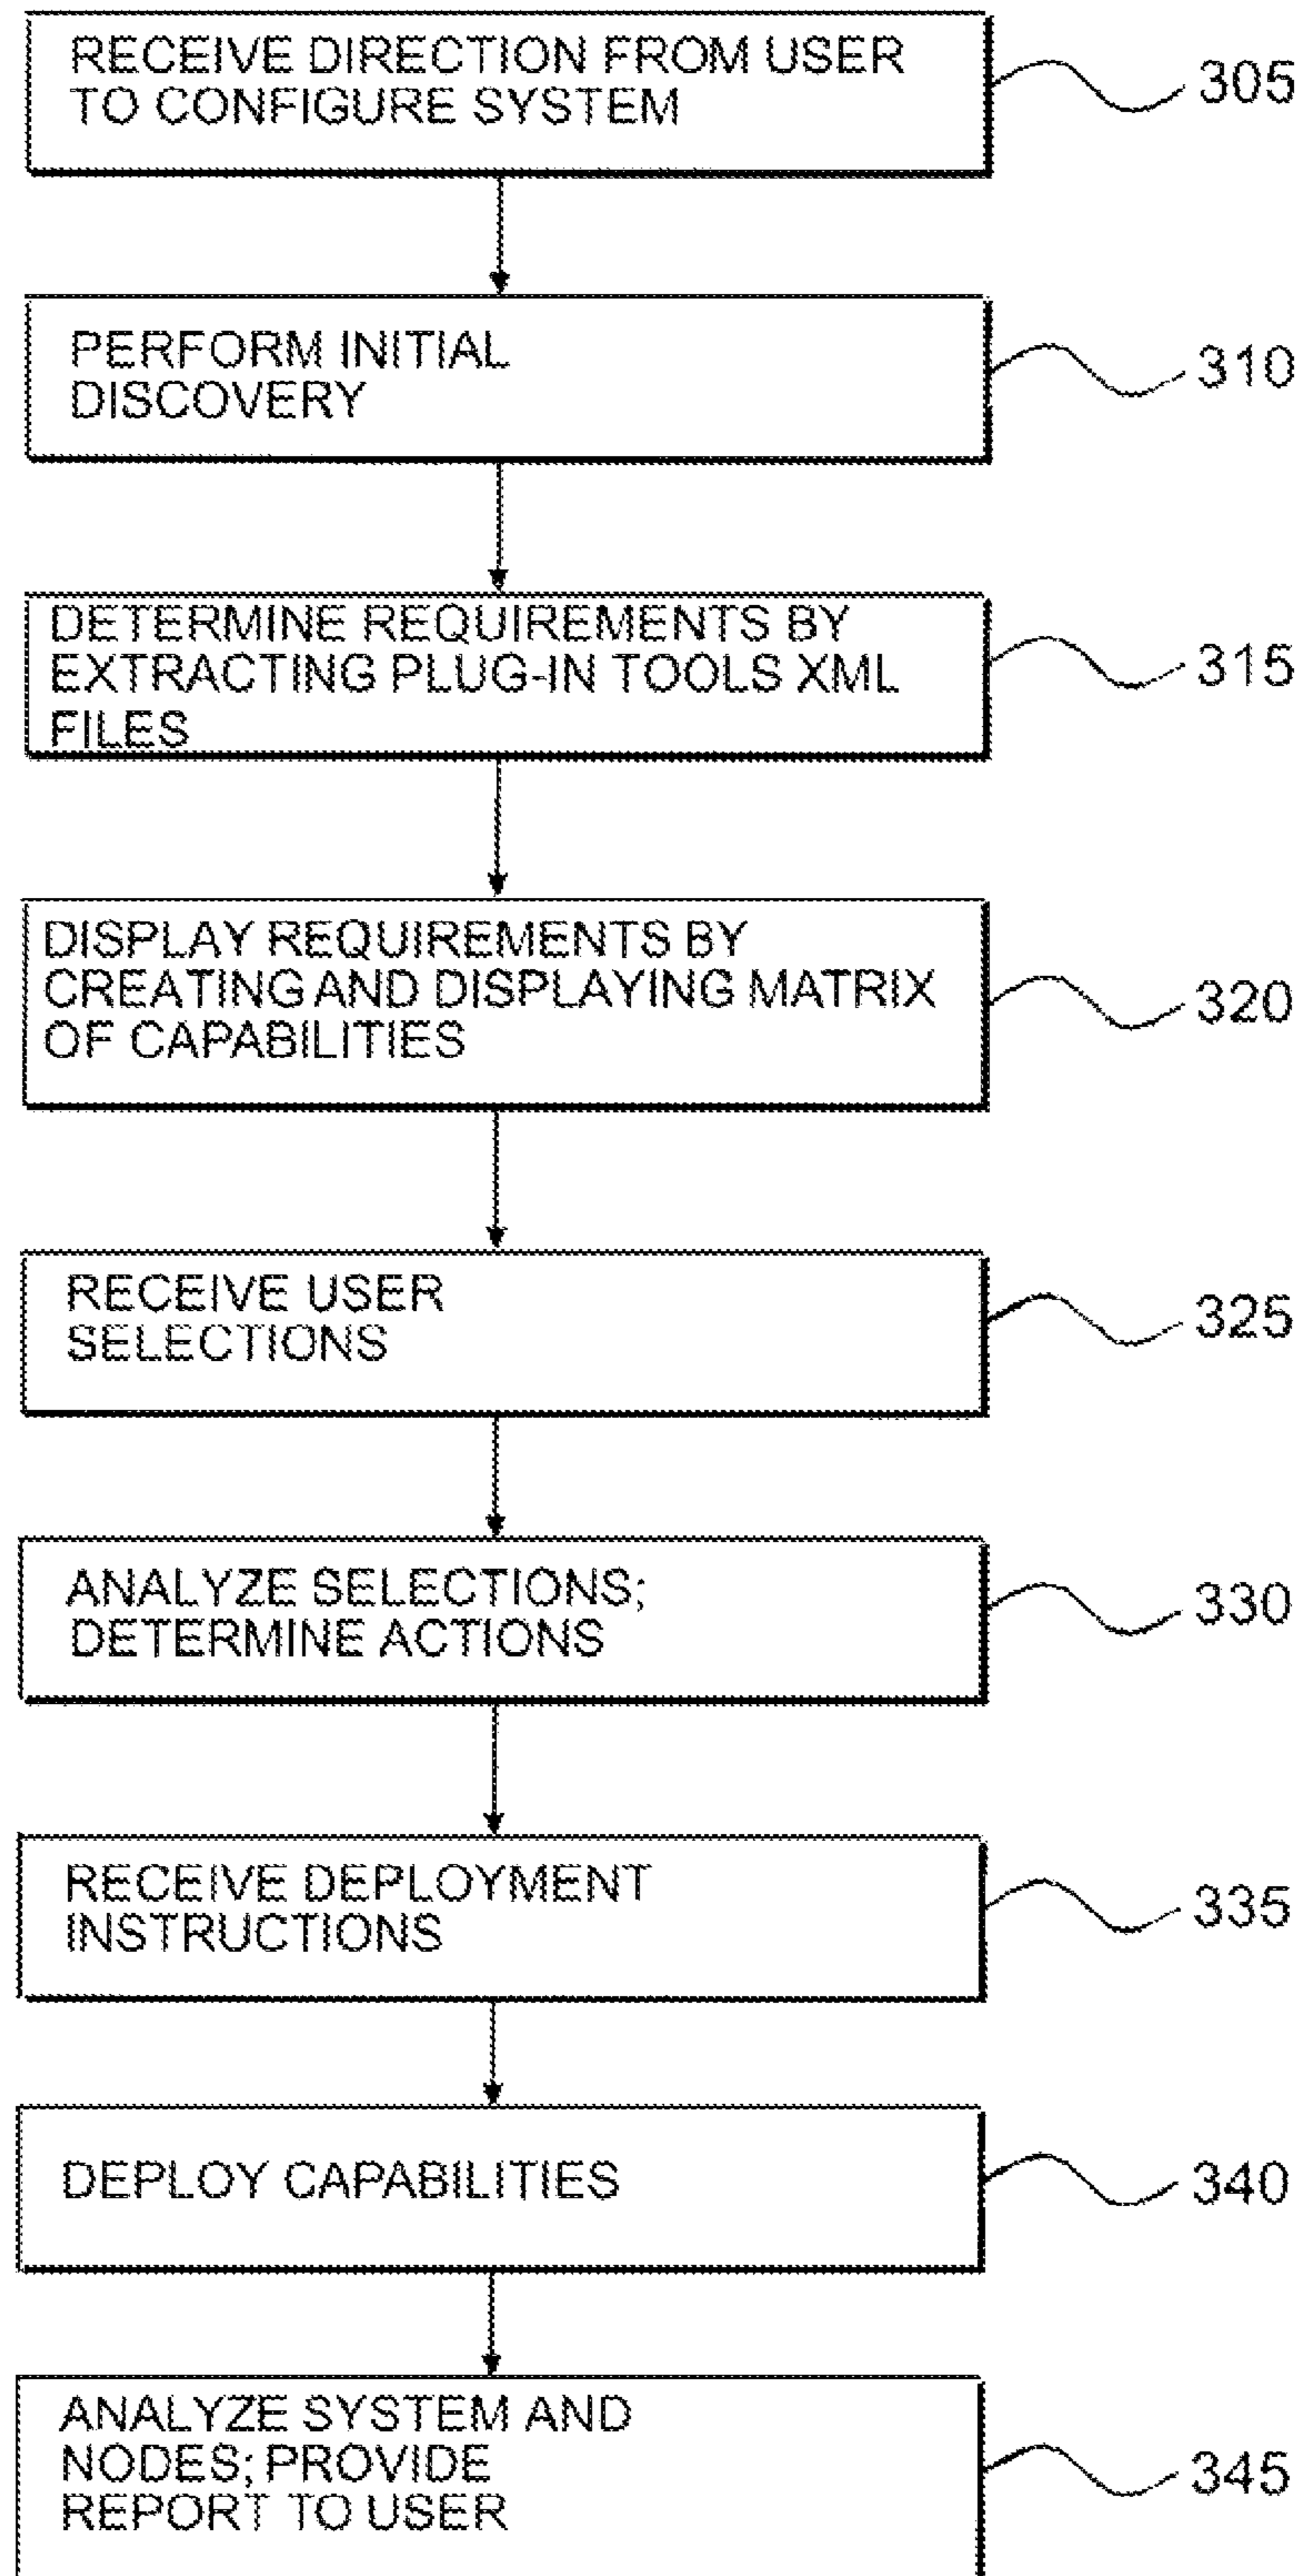 RECEIVE DIRECTION FROM USER
TO CONFIGURE SYSTEM
305
PERFORM INITIAL
DISCOVERY
310
DETERMINE REQUIREMENTS BY
EXTRACTING PLUG-IN TOOLS XML
FILES
315
DISPLAY REQUIREMENTS BY
CREATING AND DISPLAYING MATRIX
OF CAPABILITIES
320
RECEIVE USER
SELECTIONS
325
ANALYZE SELECTIONS;
DETERMINE ACTIONS
330
RECEIVE DEPLOYMENT
INSTRUCTIONS
335
DEPLOY CAPABILITIES
340
ANALYZE SYSTEM AND
NODES; PROVIDE
REPORT TO USER
345